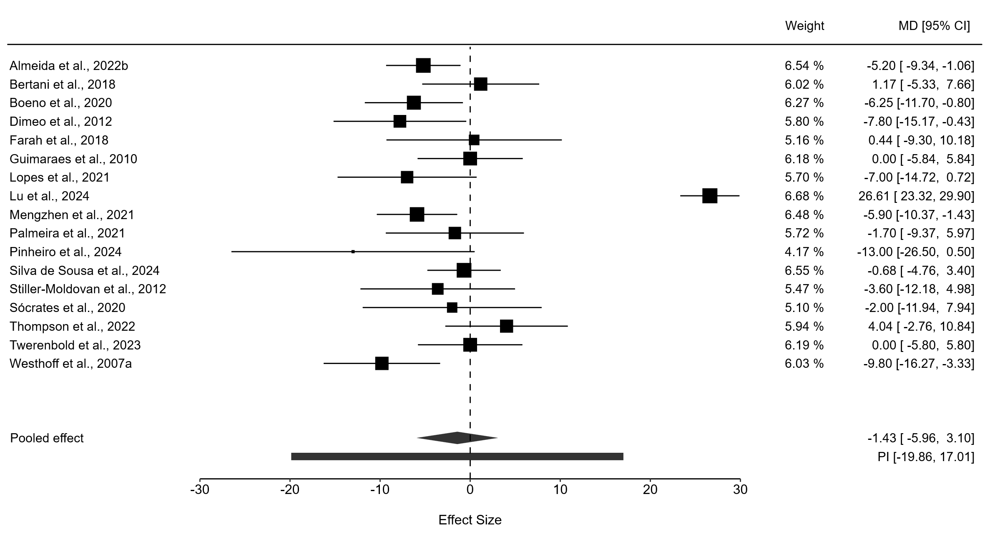 Weight MD [95% CI]
Almeida et al., 2022b 6.54 % -5.20 [ -9.34, -1.06]
Bertani et al., 2018 6.02 % 1.17 [ -5.33, 7.66]
Boeno et al., 2020 6.27 % -6.25 [-11.70, -0.80]
Dimeo et al., 2012 5.80 % -7.80 [-15.17, -0.43]
Farah et al., 2018 5.16 % 0.44 [ -9.30, 10.18]
Guimaraes et al., 2010 6.18 % 0.00 [ -5.84, 5.84]
Lopes et al., 2021 5.70 % -7.00 [-14.72, 0.72]
Lu et al., 2024 6.68 % 26.61 [ 23.32, 29.90]
Mengzhen et al., 2021 6.48 % -5.90 [-10.37, -1.43]
Palmeira et al., 2021 5.72 % -1.70 [ -9.37, 5.97]
Pinheiro et al., 2024 4.17 % -13.00 [-26.50, 0.50]
Silva de Sousa et al., 2024 6.55 % -0.68 [ -4.76, 3.40]
Stiller-Moldovan et al., 2012 5.47 % -3.60 [-12.18, 4.98]
Sócrates et al., 2020 5.10 % -2.00 [-11.94, 7.94]
Thompson et al., 2022 5.94 % 4.04 [ -2.76, 10.84]
Twerenbold et al., 2023 6.19 % 0.00 [ -5.80, 5.80]
Westhoff et al., 2007a 6.03 % -9.80 [-16.27, -3.33]
Pooled effect -1.43 [ -5.96, 3.10]
PI [-19.86, 17.01]
-30 -20 -10 0 10 20 30
Effect Size